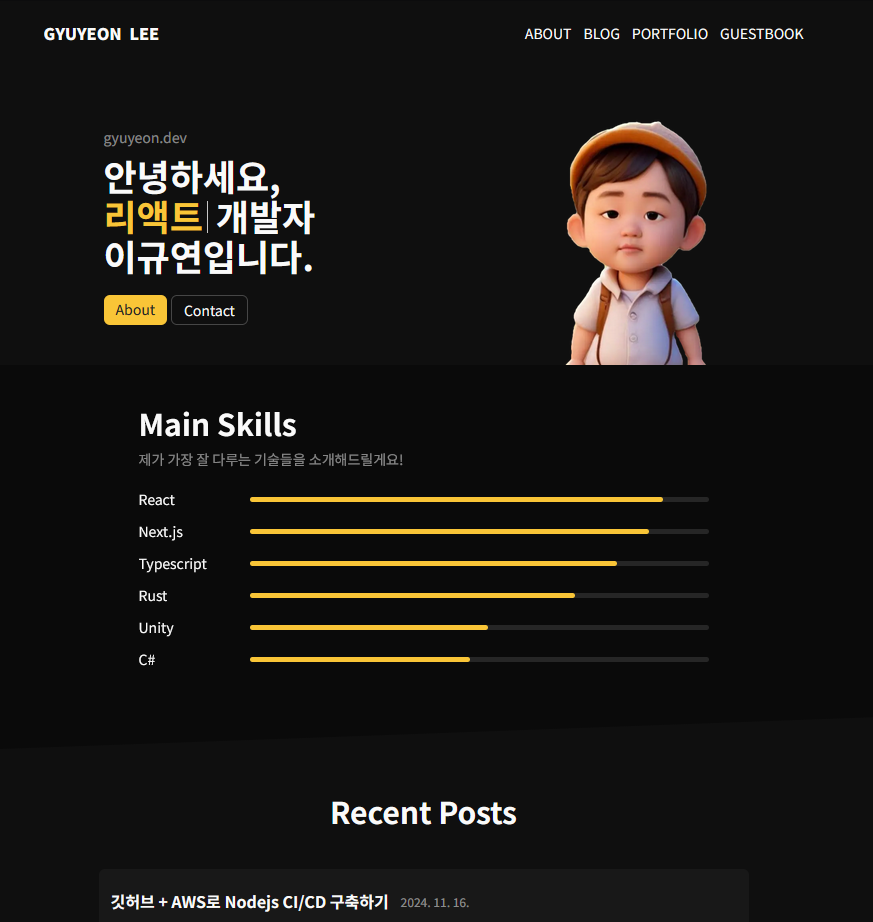 GYUYEON LEE
ABOUT BLOG PORTFOLIO GUESTBOOK
gyuyeon.dev
안녕하세요,
리액트 개발자
이규연입니다.
About Contact
Main Skills
제가 가장 잘 다루는 기술들을 소개해드릴게요!
React
Next.js
Typescript
Rust
Unity
C#
Recent Posts
깃허브 + AWS로 Nodejs CI/CD 구축하기 2024. 11. 16.